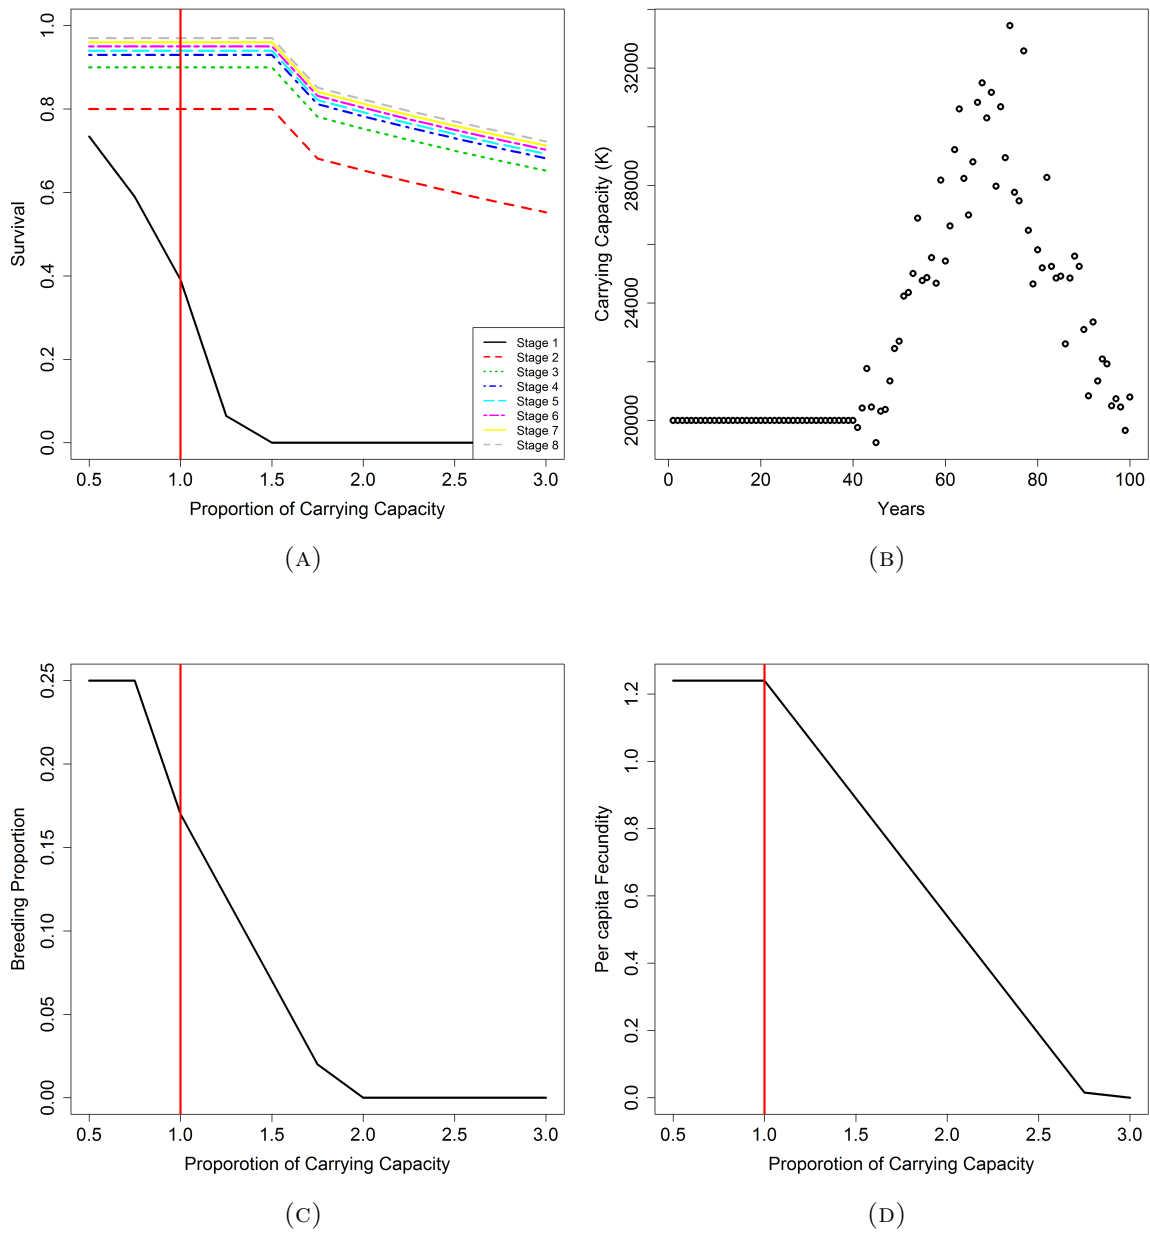 1.0
0.8
0.6
0.4
0.2
0.0
Survival
Stage 1
Stage 2
Stage 3
Stage 4
Stage 5
Stage 6
Stage 7
Stage 8
0.5 1.0 1.5 2.0 2.5 3.0
Proportion of Carrying Capacity
(A)
32000
28000
24000
20000
Carrying Capacity (K)
0 20 40 60 80 100
Years
(B)
0.25
0.20
0.15
0.10
0.05
0.00
Breeding Proportion
0.5 1.0 1.5 2.0 2.5 3.0
Proporotion of Carrying Capacity
(C)
1.2
1.0
0.8
0.6
0.4
0.2
0.0
Per capita Fecundity
0.5 1.0 1.5 2.0 2.5 3.0
Proporotion of Carrying Capacity
(D)